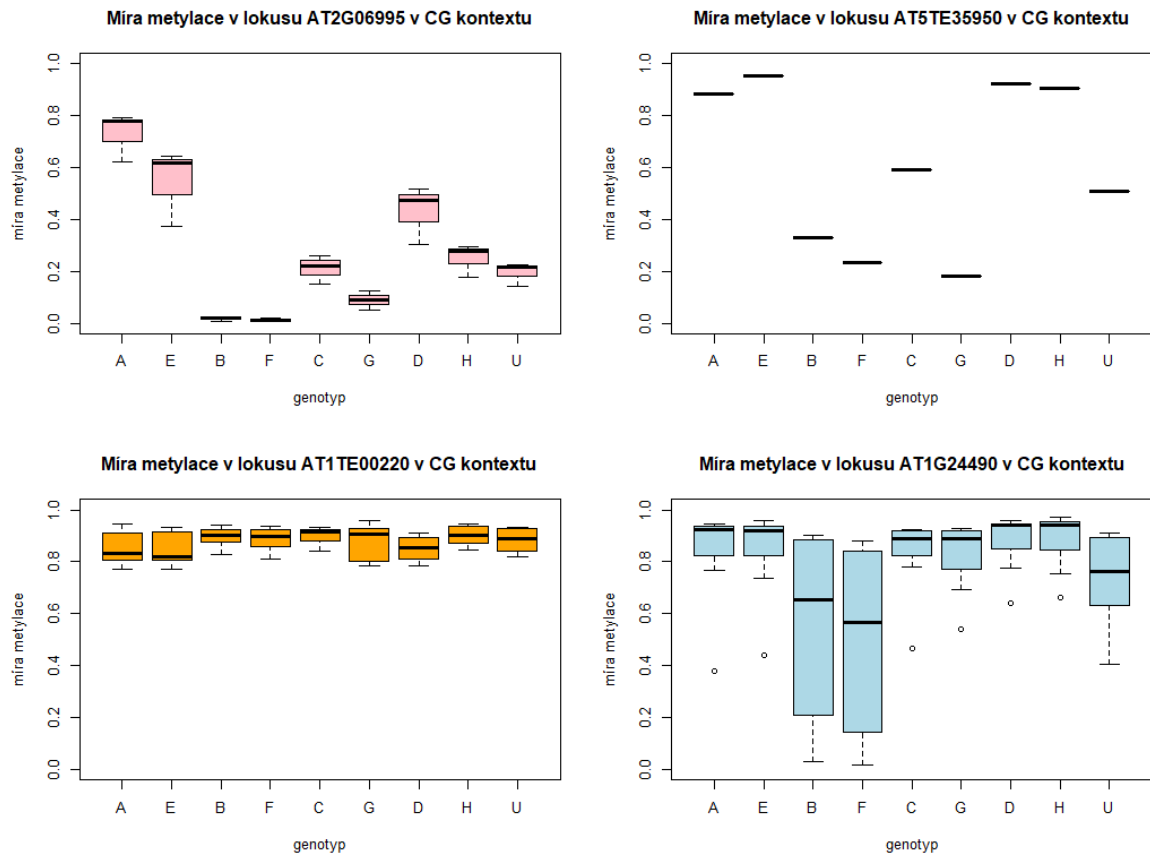 Míra metylace v lokusu AT2G06995 v CG kontextu
míra metylace
1.0
0.8
0.6
0.4
0.2
0.0
A E B F C G D H U
genotyp
Míra metylace v lokusu AT5TE35950 v CG kontextu
míra metylace
1.0
0.8
0.6
0.4
0.2
0.0
A E B F C G D H U
genotyp
Míra metylace v lokusu AT1TE00220 v CG kontextu
míra metylace
1.0
0.8
0.6
0.4
0.2
0.0
A E B F C G D H U
genotyp
Míra metylace v lokusu AT1G24490 v CG kontextu
míra metylace
1.0
0.8
0.6
0.4
0.2
0.0
A E B F C G D H U
genotyp